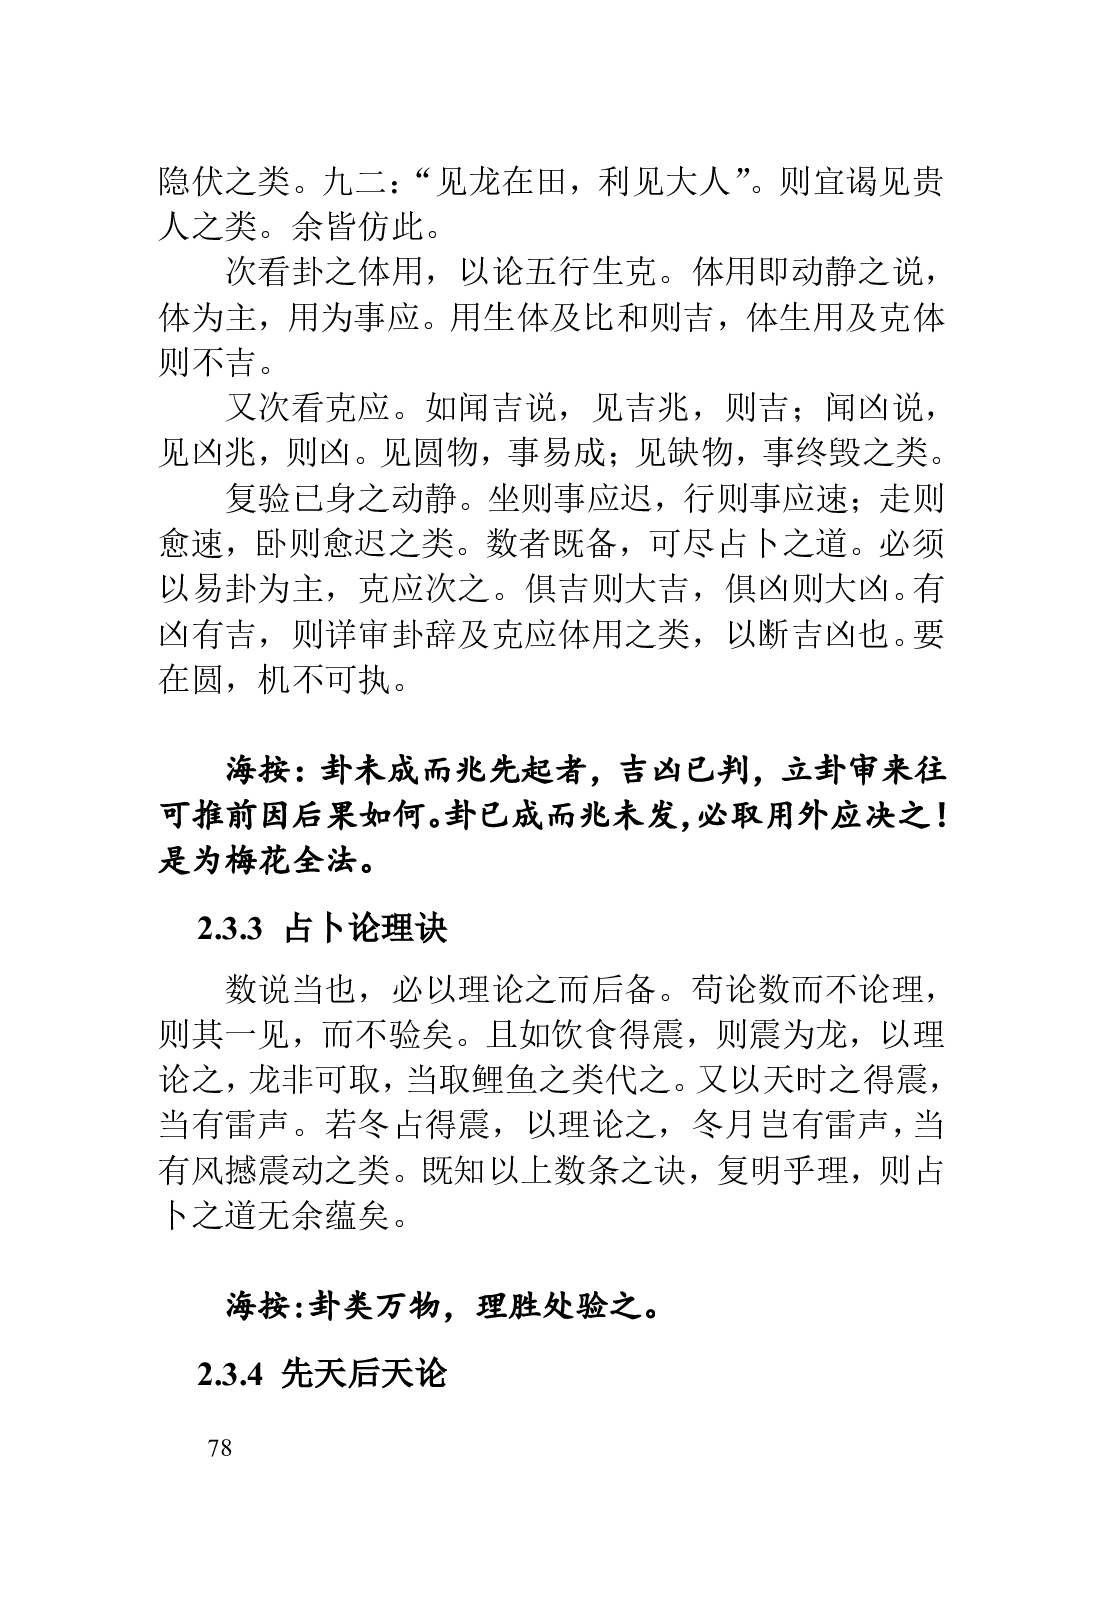 隐伏之类。九二：“见龙在田，利见大人”。则宜谒见贵
人之类。余皆仿此。
次看卦之体用，以论五行生克。体用即动静之说，
体为主，用为事应。用生体及比和则吉，体生用及克体
则不吉。
又次看克应。如闻吉说，见吉兆，则吉；闻凶说，
见凶兆，则凶。见圆物，事易成；见缺物，事终毁之类。
复验已身之动静。坐则事应迟，行则事应速；走则
愈速，卧则愈迟之类。数者既备，可尽占卜之道。必须
以易卦为主，克应次之。俱吉则大吉，俱凶则大凶。有
凶有吉，则详审卦辞及克应体用之类，以断吉凶也。要
在圆，机不可执。
海按：卦未成而兆先起者，吉凶已判，立卦审来往
可推前因后果如何。卦已成而兆未发，必取用外应决之！
是为梅花全法。
2.3.3 占卜论理诀
数说当也，必以理论之而后备。苟论数而不论理，
则其一见，而不验矣。且如饮食得震，则震为龙，以理
论之，龙非可取，当取鲤鱼之类代之。又以天时之得震，
当有雷声。若冬占得震，以理论之，冬月岂有雷声，当
有风撼震动之类。既知以上数条之诀，复明乎理，则占
卜之道无余蕴矣。
海按：卦类万物，理胜处验之。
2.3.4 先天后天论
78